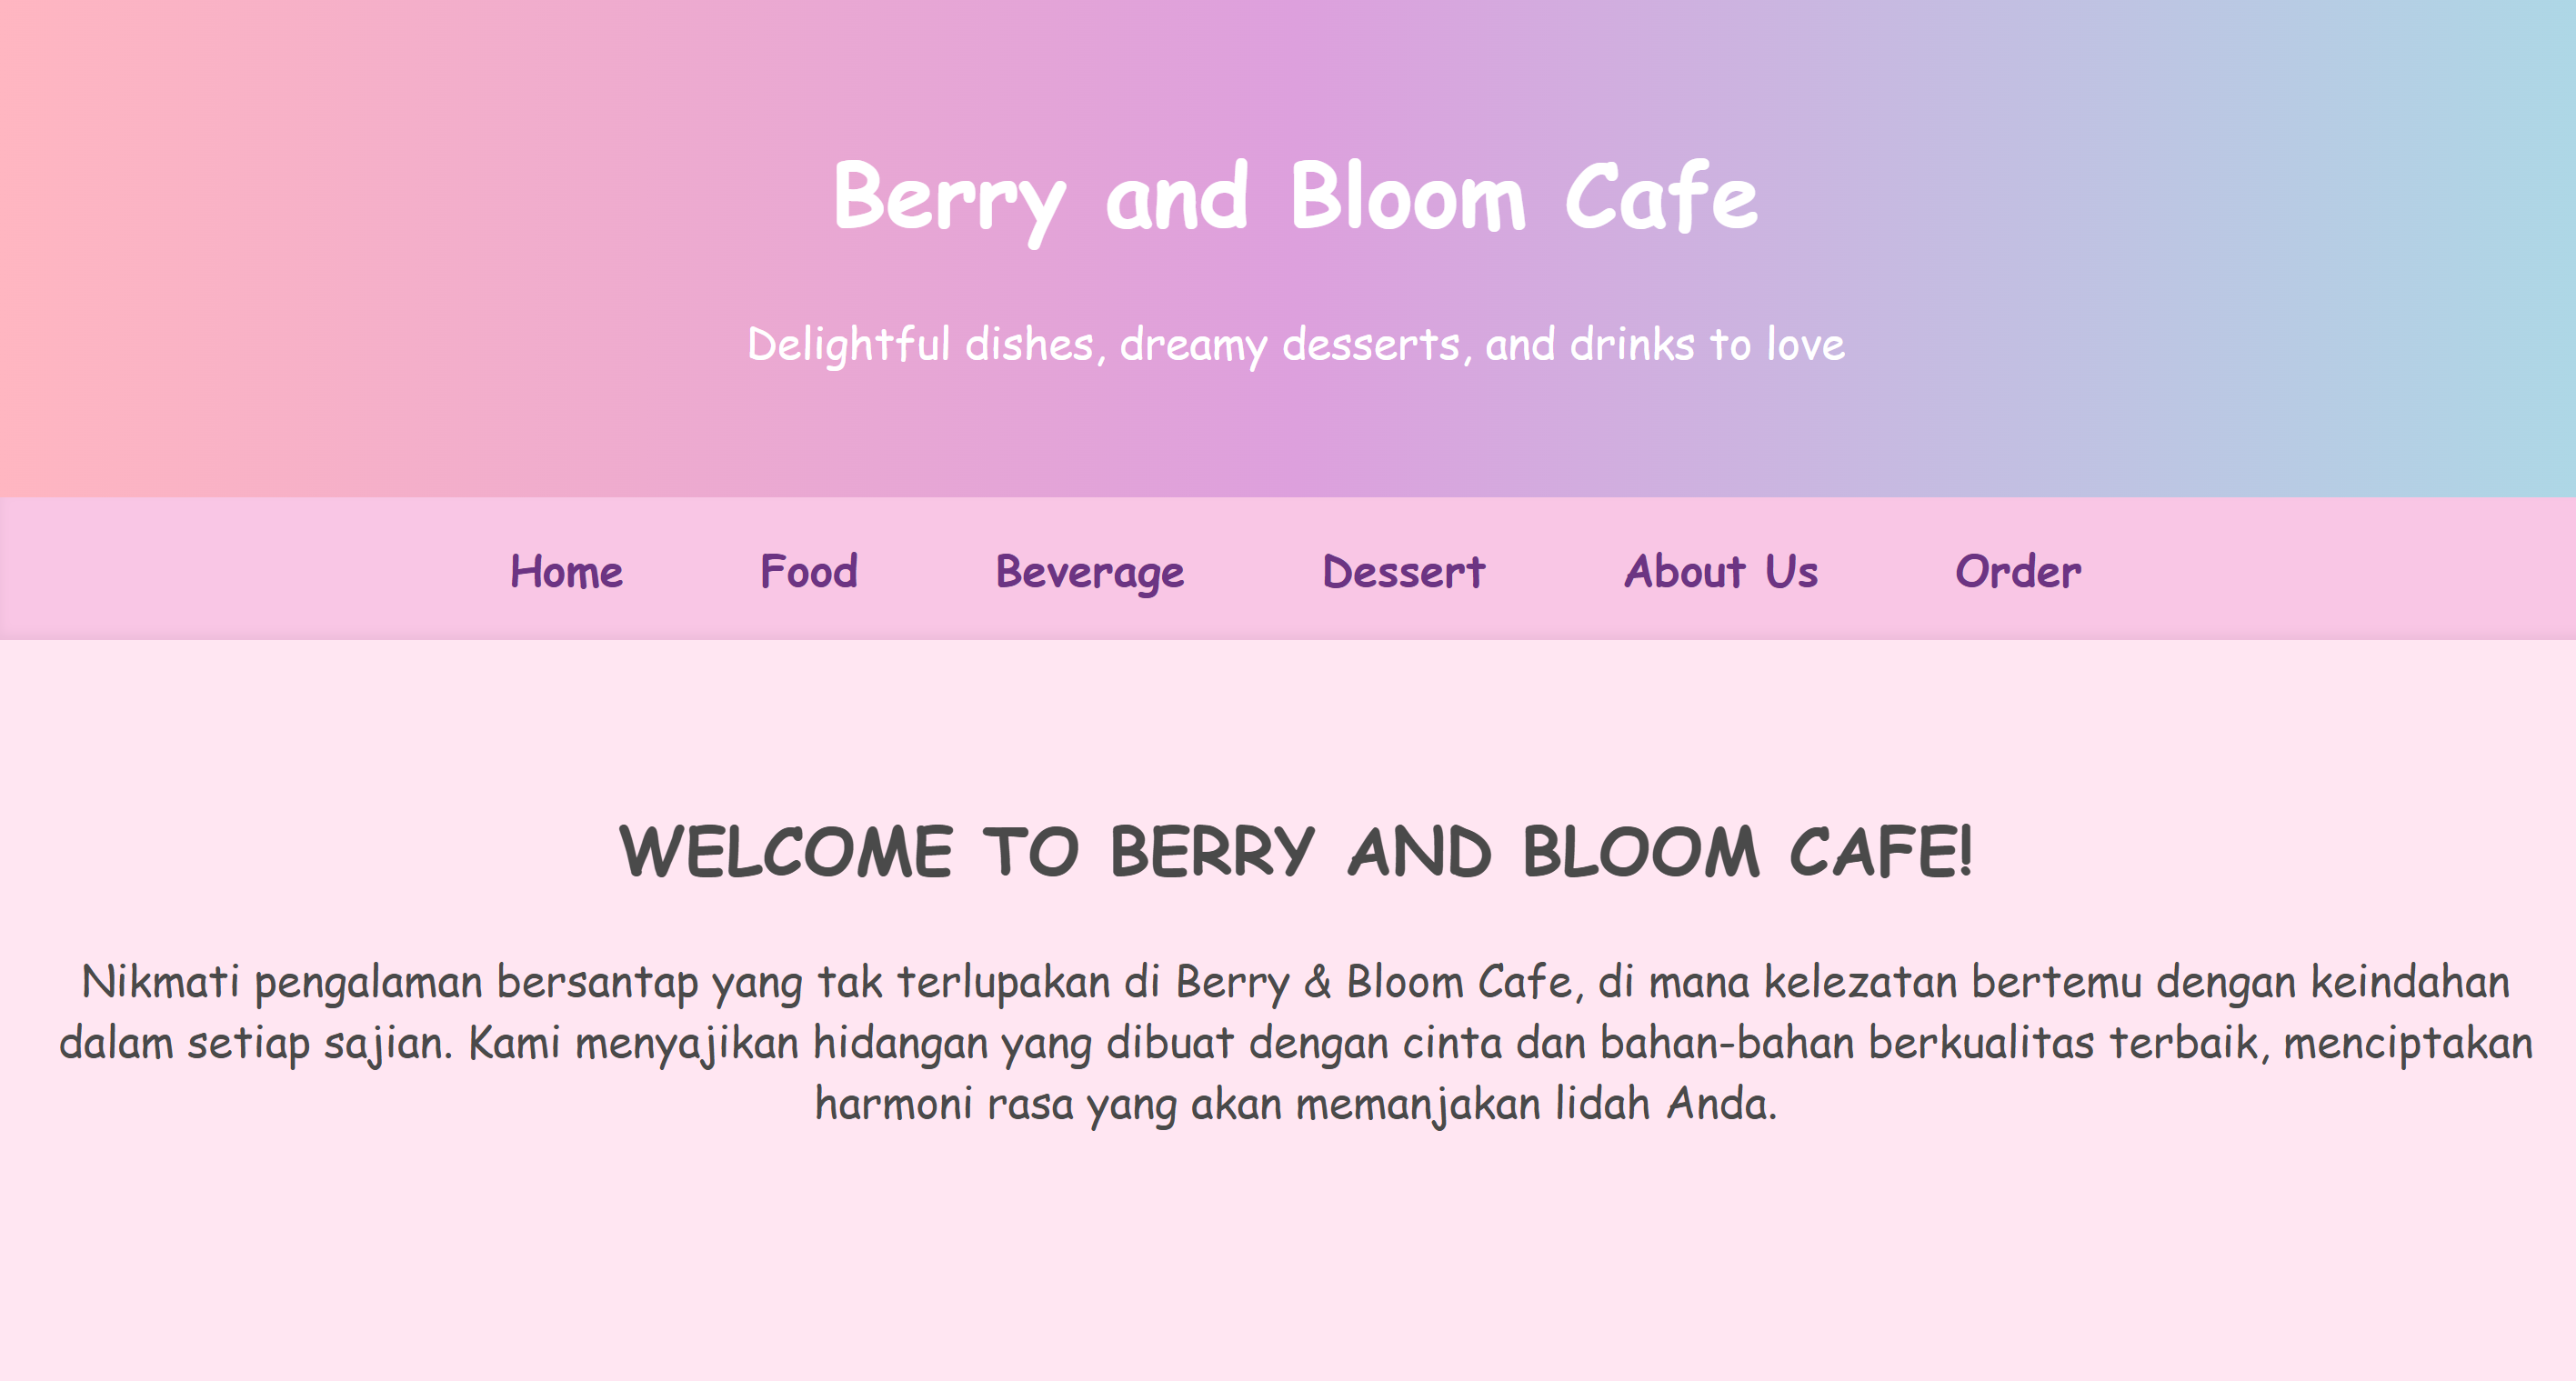 Berry and Bloom Cafe
Delightful dishes, dreamy desserts, and drinks to love
Home Food Beverage Dessert About Us Order
WELCOME TO BERRY AND BLOOM CAFE!
Nikmati pengalaman bersantap yang tak terlupakan di Berry & Bloom Cafe, di mana kelezatan bertemu dengan keindahan
dalam setiap sajian. Kami menyajikan hidangan yang dibuat dengan cinta dan bahan-bahan berkualitas terbaik, menciptakan
harmoni rasa yang akan memanjakan lidah Anda.